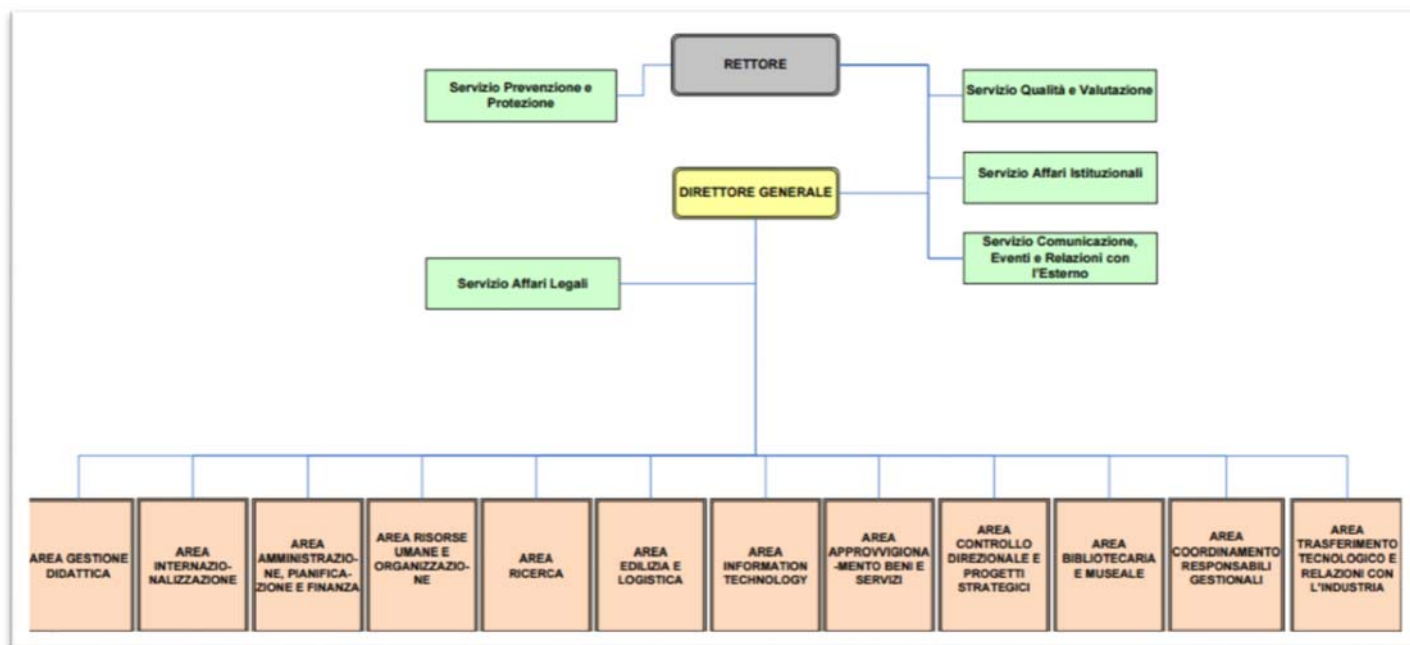 RETTORE
Servizio Prevenzione e
Protezione
Servizio Qualità e Valutazione
Servizio Affari Istituzionali
DIRETTORE GENERALE
Servizio Comunicazione,
Eventi e Relazioni con
l'Esterno
Servizio Affari Legali
AREA GESTIONE
DIDATTICA
AREA
INTERNAZIO-
NALIZZAZIONE
AREA
AMMINISTRAZIO-
NE, PIANIFICA-
ZIONE E FINANZA
AREA RISORSE
UMANE E
ORGANIZZAZIO-
NE
AREA
RICERCA
AREA
EDILIZIA E
LOGISTICA
AREA
INFORMATION
TECHNOLOGY
AREA
APPROVVIGIONA
-MENTO BENI E
SERVIZI
AREA
CONTROLLO
DIREZIONALE E
PROGETTI
STRATEGICI
AREA
BIBLIOTECARIA
E MUSEALE
AREA
COORDINAMENTO
RESPONSABILI
GESTIONALI
AREA
TRASFERIMENTO
TECNOLOGICO E
RELAZIONI CON
L'INDUSTRIA